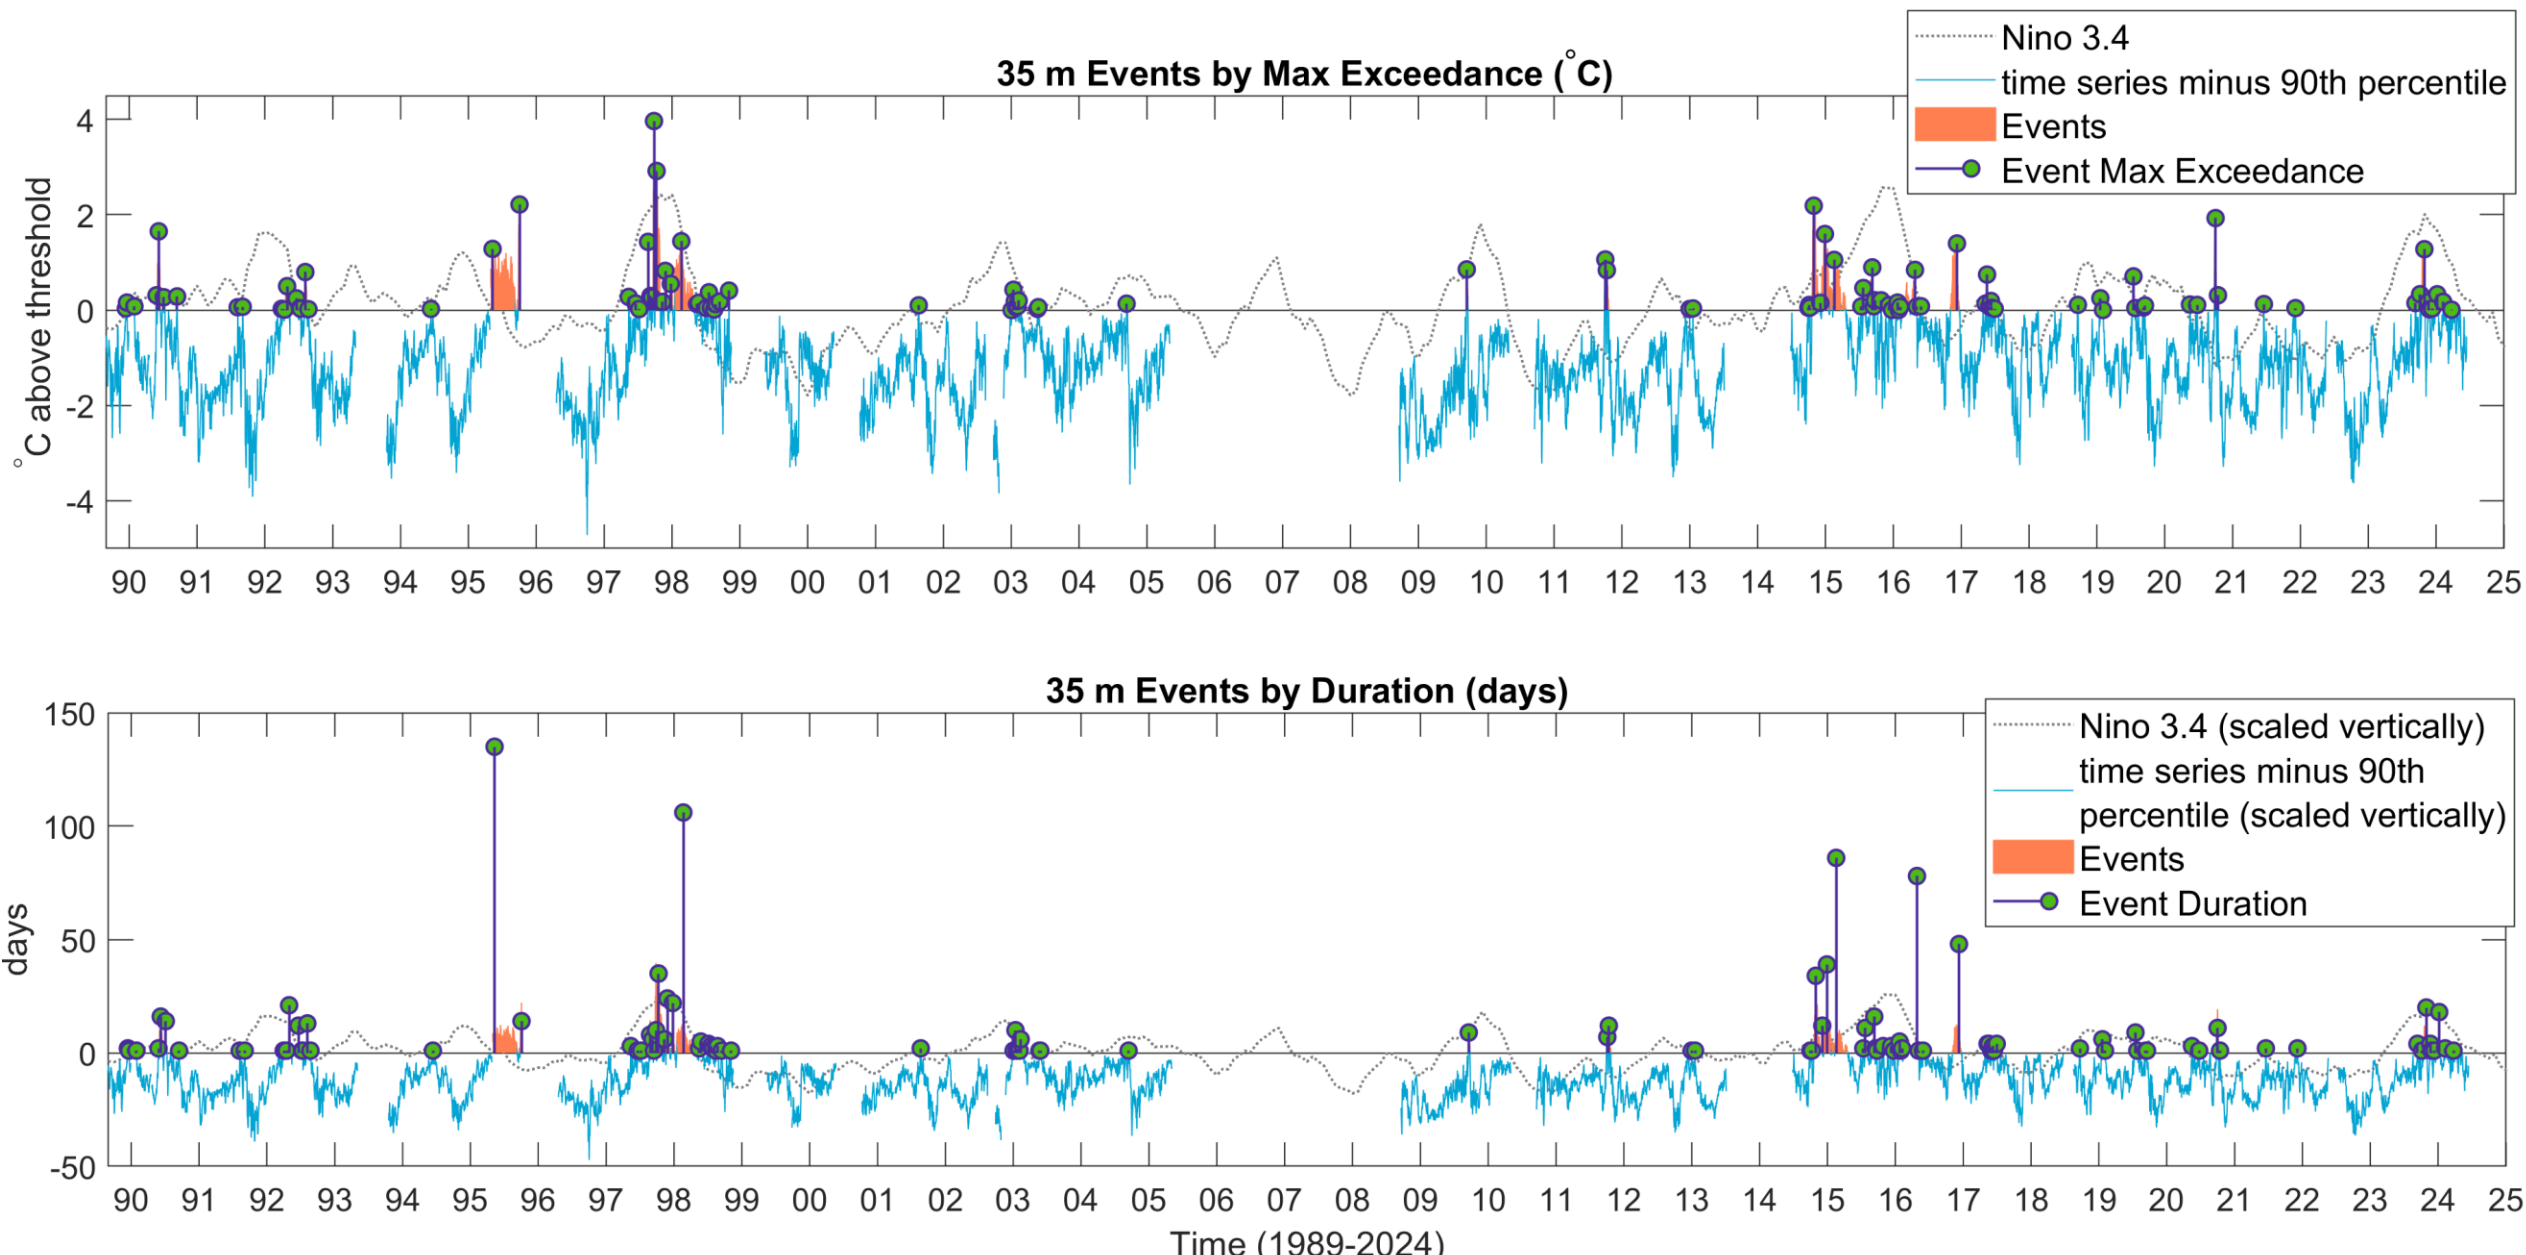 35 m Events by Max Exceedance (°C)
Nino 3.4
time series minus 90th percentile
Events
Event Max Exceedance
°C above threshold
4
2
0
-2
-4
90 91 92 93 94 95 96 97 98 99 00 01 02 03 04 05 06 07 08 09 10 11 12 13 14 15 16 17 18 19 20 21 22 23 24 25
35 m Events by Duration (days)
Nino 3.4 (scaled vertically)
time series minus 90th
percentile (scaled vertically)
Events
Event Duration
days
150
100
50
0
-50
90 91 92 93 94 95 96 97 98 99 00 01 02 03 04 05 06 07 08 09 10 11 12 13 14 15 16 17 18 19 20 21 22 23 24 25
Time (1989-2024)